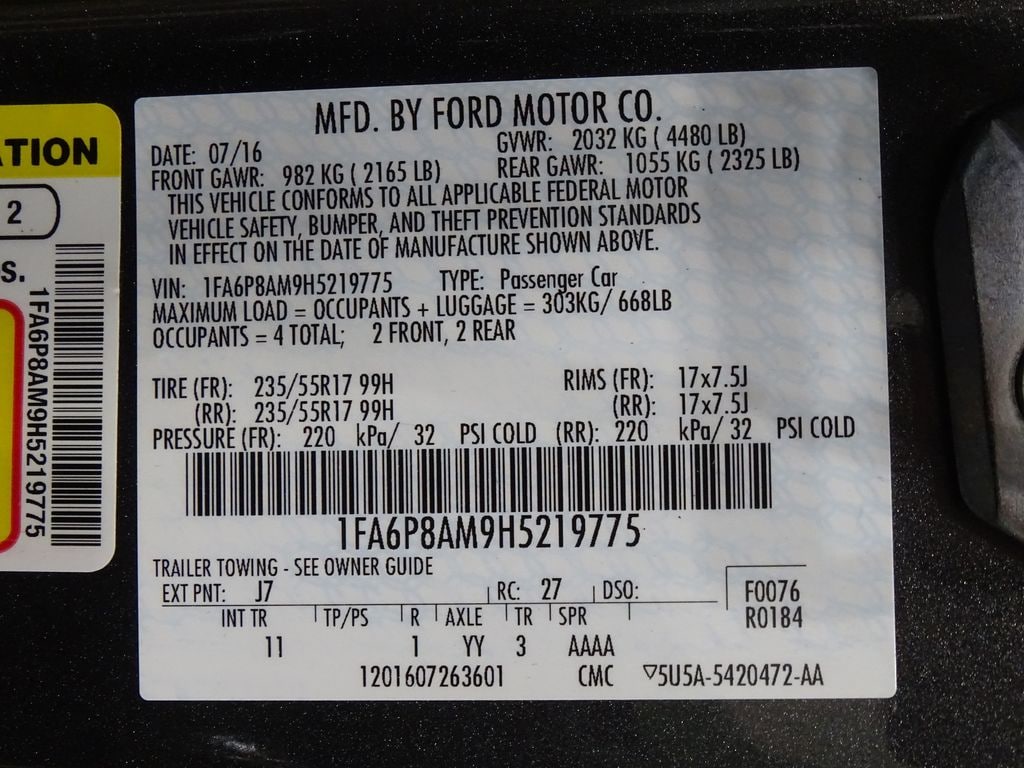 MFD. BY FORD MOTOR CO.
DATE: 07/16 GVWR: 2032 KG ( 4480 LB)
FRONT GAWR: 982 KG ( 2165 LB) REAR GAWR: 1055 KG ( 2325 LB)
THIS VEHICLE CONFORMS TO ALL APPLICABLE FEDERAL MOTOR
VEHICLE SAFETY, BUMPER, AND THEFT PREVENTION STANDARDS
IN EFFECT ON THE DATE OF MANUFACTURE SHOWN ABOVE.
VIN: 1FA6P8AM9H5219775 TYPE: Passenger Car
MAXIMUM LOAD = OCCUPANTS + LUGGAGE = 303KG/ 668LB
OCCUPANTS = 4 TOTAL; 2 FRONT, 2 REAR
TIRE (FR): 235/55R17 99H RIMS (FR): 17x7.5J
(RR): 235/55R17 99H (RR): 17x7.5J
PRESSURE (FR): 220 kPa/ 32 PSI COLD (RR): 220 kPa/ 32 PSI COLD
1FA6P8AM9H5219775
TRAILER TOWING - SEE OWNER GUIDE
EXT PNT: J7 RC: 27 DSO: F0076
INT TR TP/PS R AXLE TR SPR R0184
11 1 YY 3 AAAA
1201607263601 CMC ▽5U5A-5420472-AA
ATION
2
S.
1FA6P8AM9H5219775